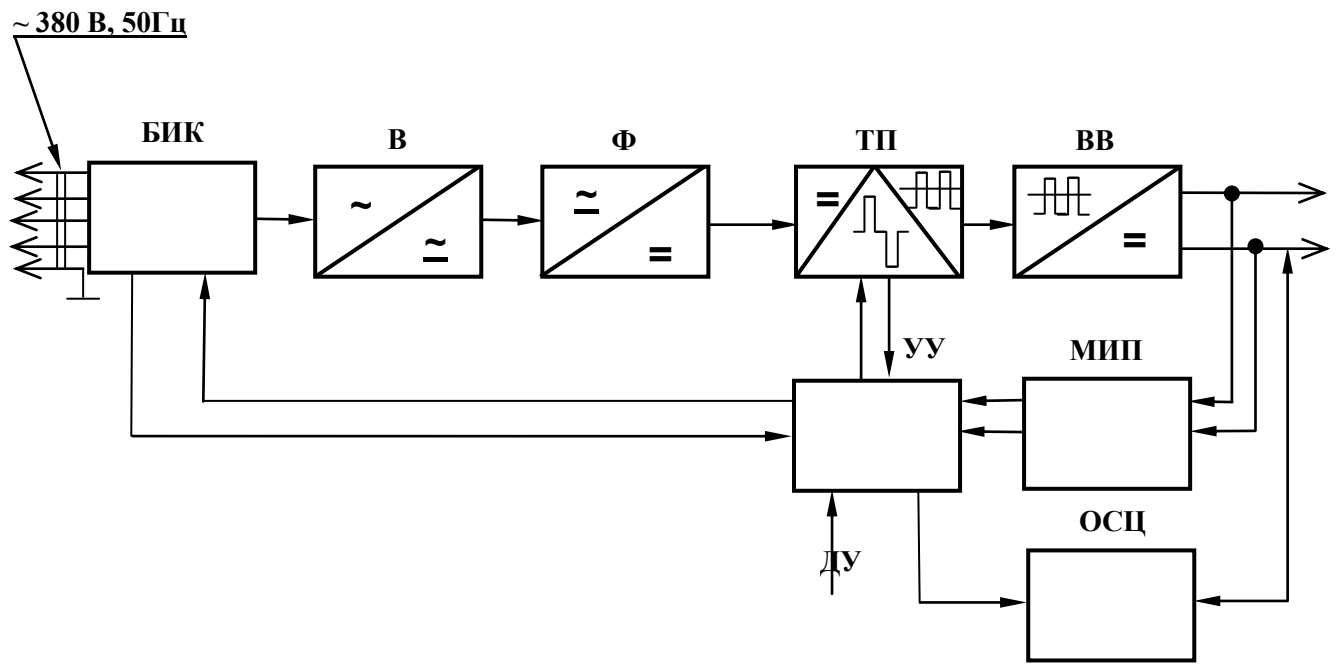 ~ 380 В, 50Гц
БИК
В
Ф
ТП
ВВ
~
≃
≃
=
=
=
УУ
МИП
ДУ
ОСЦ